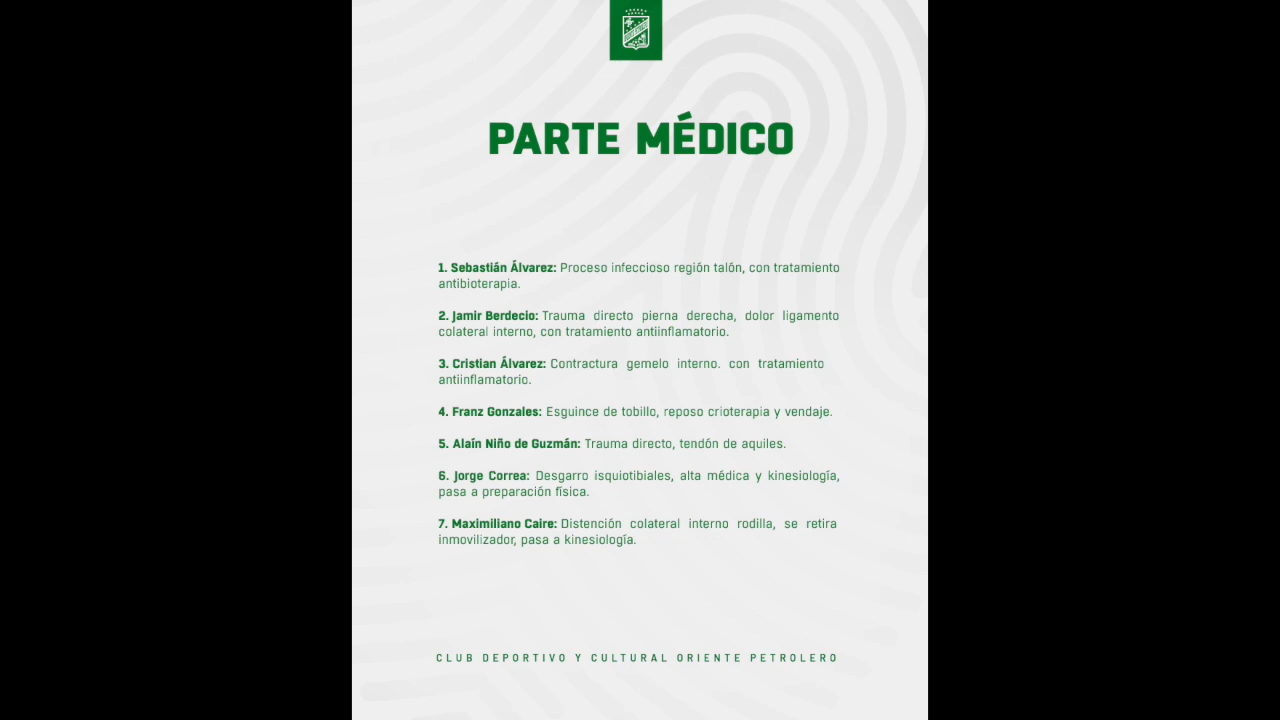 PARTE MÉDICO
1. Sebastián Álvarez: Proceso infeccioso región talón, con tratamiento
antibioterapia.
2. Jamir Berdecio: Trauma directo pierna derecha, dolor ligamento
colateral interno, con tratamiento antiinflamatorio.
3. Cristian Álvarez: Contractura gemelo interno. con tratamiento
antiinflamatorio.
4. Franz Gonzales: Esguince de tobillo, reposo crioterapia y vendaje.
5. Alaín Niño de Guzmán: Trauma directo, tendón de aquiles.
6. Jorge Correa: Desgarro isquiotibiales, alta médica y kinesiología,
pasa a preparación física.
7. Maximiliano Caire: Distención colateral interno rodilla, se retira
inmovilizador, pasa a kinesiología.
CLUB DEPORTIVO Y CULTURAL ORIENTE PETROLERO